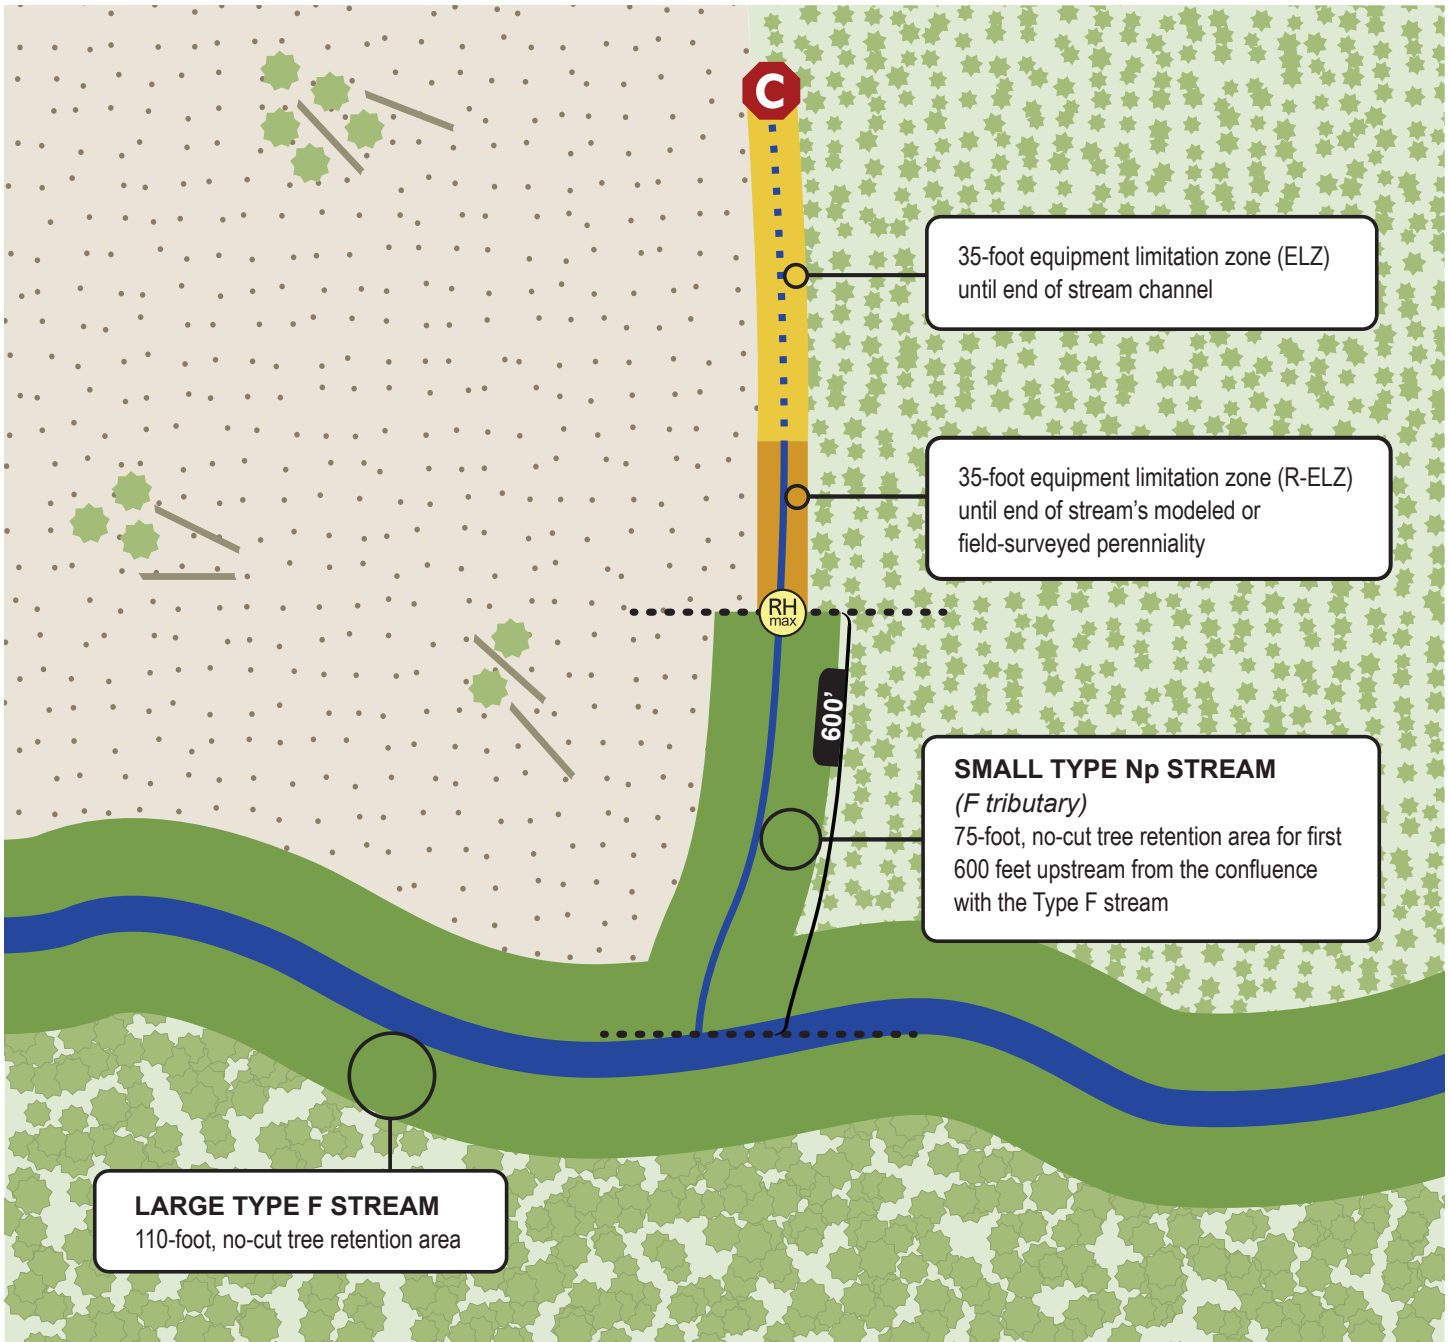 C
35-foot equipment limitation zone (ELZ)
until end of stream channel
35-foot equipment limitation zone (R-ELZ)
until end of stream's modeled or
field-surveyed perenniality
RH
max
600’
SMALL TYPE Np STREAM
(F tributary)
75-foot, no-cut tree retention area for first
600 feet upstream from the confluence
with the Type F stream
LARGE TYPE F STREAM
110-foot, no-cut tree retention area